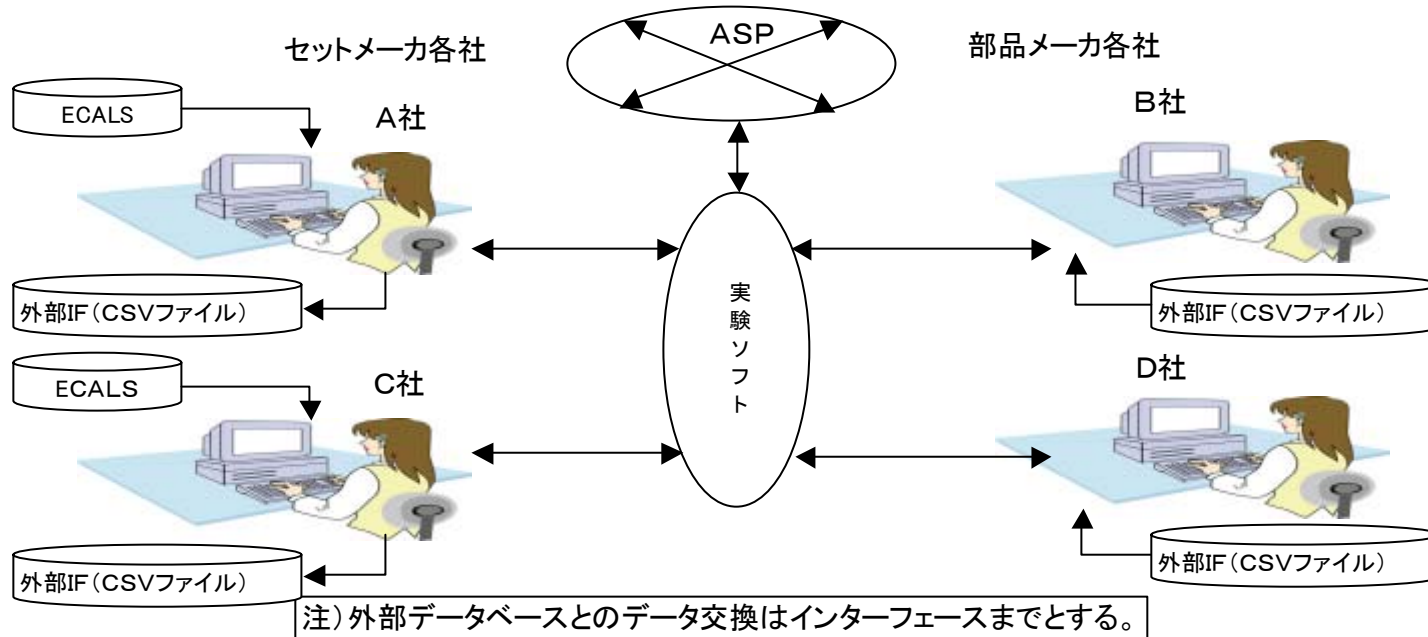 ASP
セットメーカ各社
部品メーカ各社
ECALS
A社
B社
外部IF(CSVファイル)
外部IF(CSVファイル)
実験ソフト
ECALS
C社
D社
外部IF(CSVファイル)
外部IF(CSVファイル)
注)外部データベースとのデータ交換はインターフェースまでとする。